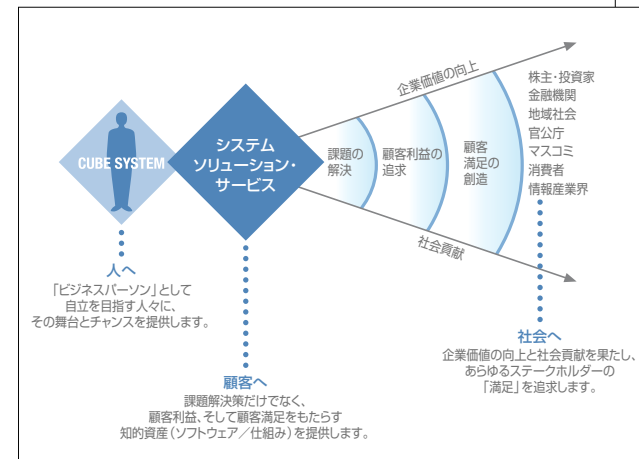 CUBE SYSTEM
システム
ソリューション・
サービス
企業価値の向上
課題の
解決
顧客利益の
追求
顧客
満足の
創造
社会貢献
株主・投資家
金融機関
地域社会
官公庁
マスコミ
消費者
情報産業界
人へ
「ビジネスパーソン」として
自立を目指す人々に、
その舞台とチャンスを提供します。
顧客へ
課題解決策だけでなく、
顧客利益、そして顧客満足をもたらす
知的資産(ソフトウェア/仕組み)を提供します。
社会へ
企業価値の向上と社会貢献を果たし、
あらゆるステークホルダーの
「満足」を追求します。